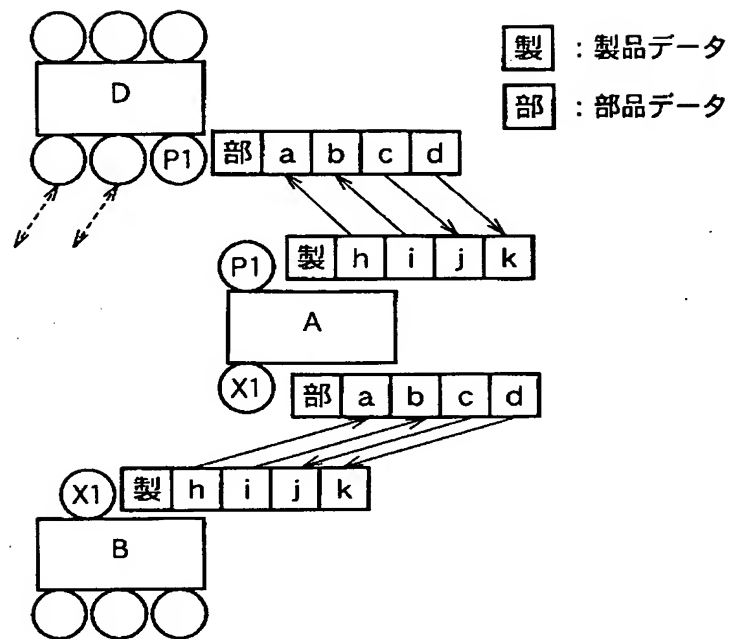 製 : 製品データ
部 : 部品データ
D
P1 部 a b c d
P1 製 h i j k
A
X1 部 a b c d
X1 製 h i j k
B